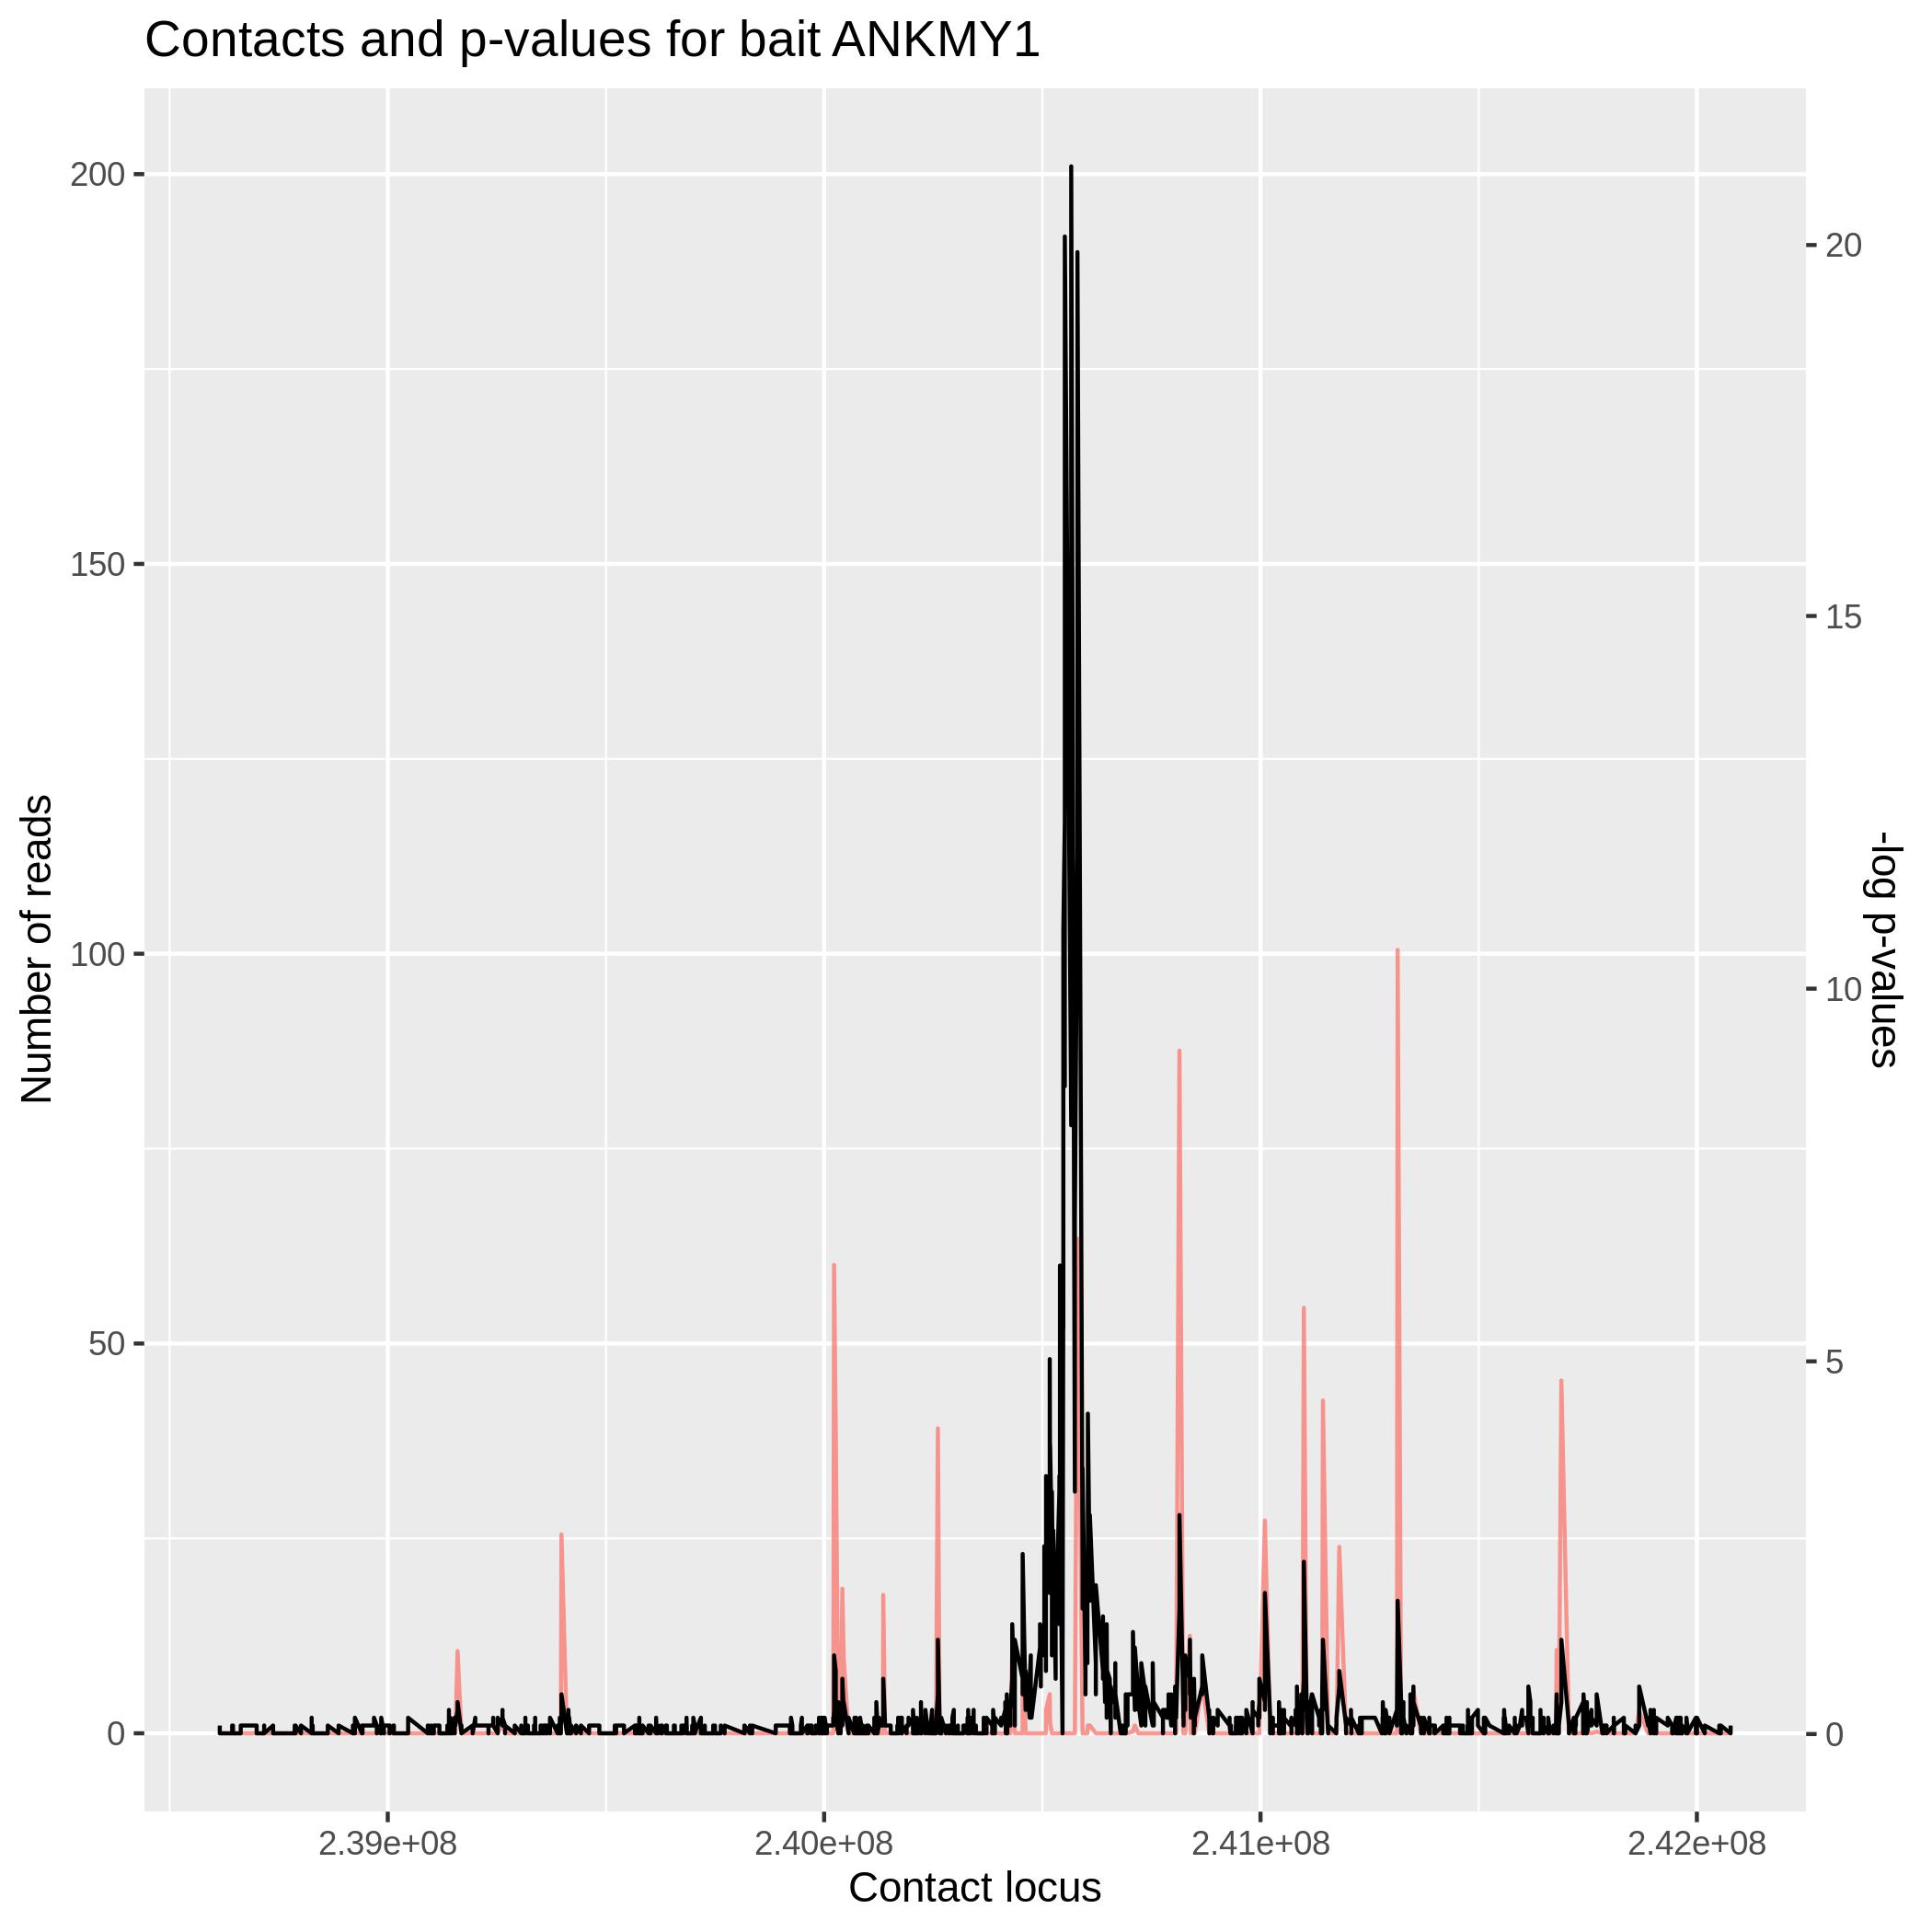 Contacts and p-values for bait ANKMY1
200
150
100
50
0
Number of reads
20
15
10
5
0
-log p-values
2.39e+08 2.40e+08 2.41e+08 2.42e+08
Contact locus